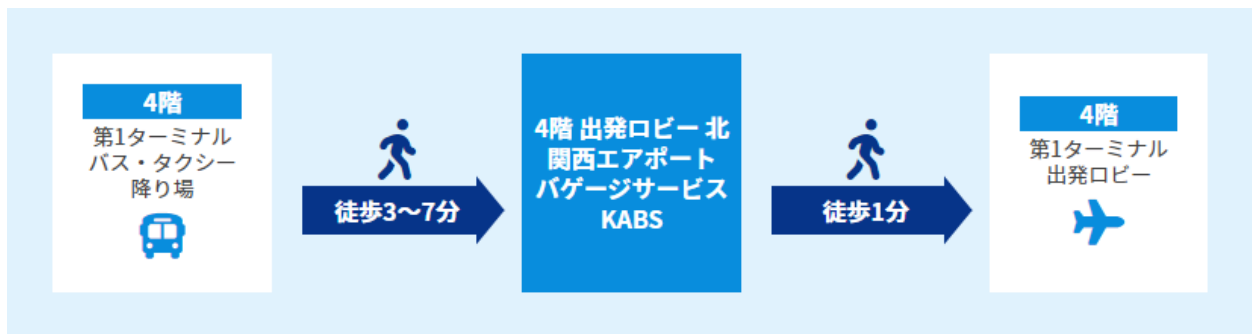 4階
第1ターミナル
バス・タクシー
降り場
徒歩3〜7分
4階 出発ロビー 北
関西エアポート
バゲージサービス
KABS
徒歩1分
4階
第1ターミナル
出発ロビー